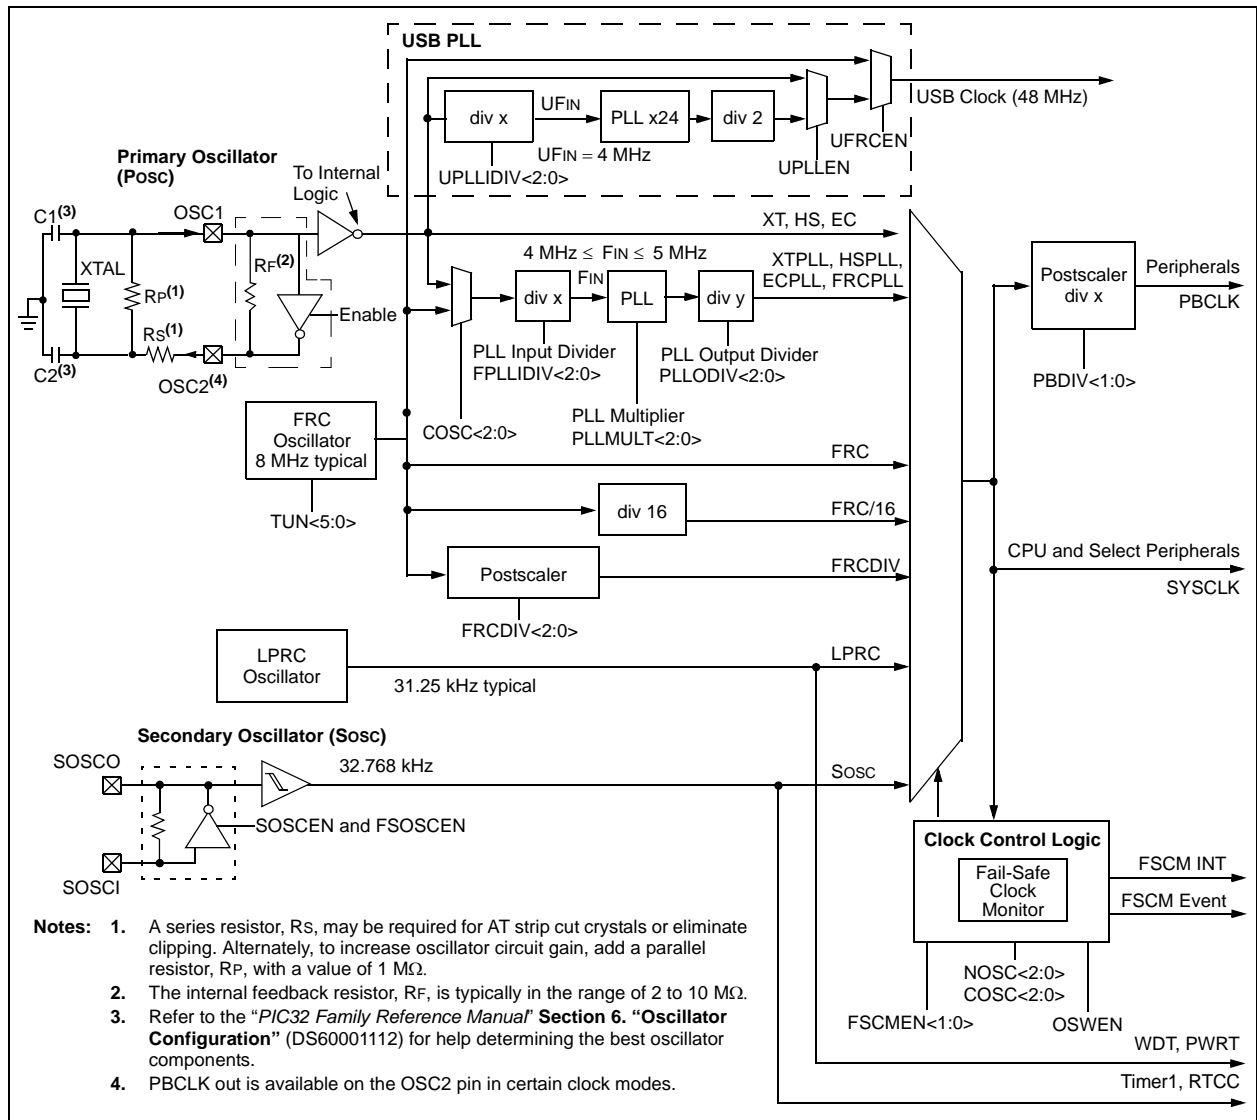 USB PLL
USB Clock (48 MHz)
div x
UFIN
PLL x24
div 2
UFRCEN
UFIN = 4 MHz
UPLLIDIV<2:0>
UPLLEN
Primary Oscillator
(POSC)
To Internal
Logic
C1(3)
OSC1
XT, HS, EC
XTAL
RF(2)
4 MHz ≤ FIN ≤ 5 MHz
FIN
XTPLL, HSPLL,
ECPLL, FRCPLL
RP(1)
div x
PLL
div y
Enable
RS(1)
C2(3)
OSC2(4)
PLL Input Divider
FPLLIDIV<2:0>
PLL Output Divider
PLLODIV<2:0>
PLL Multiplier
PLLMULT<2:0>
COSC<2:0>
Postscaler
div x
Peripherals
PBCLK
PBDIV<1:0>
FRC
Oscillator
8 MHz typical
TUN<5:0>
FRC
div 16
FRC/16
Postscaler
FRCDIV
FRCDIV<2:0>
CPU and Select Peripherals
SYSCLK
LPRC
Oscillator
31.25 kHz typical
LPRC
Secondary Oscillator (SOSC)
SOSCO
32.768 kHz
SOSC
SOSCEN and FSOSCEN
SOSCI
Clock Control Logic
Fail-Safe
Clock
Monitor
FSCM INT
FSCM Event
NOSC<2:0>
COSC<2:0>
FSCMEN<1:0>
OSWEN
WDT, PWRT
Timer1, RTCC
Notes: 1. A series resistor, RS, may be required for AT strip cut crystals or eliminate
clipping. Alternately, to increase oscillator circuit gain, add a parallel
resistor, RP, with a value of 1 MΩ.
2. The internal feedback resistor, RF, is typically in the range of 2 to 10 MΩ.
3. Refer to the “PIC32 Family Reference Manual” Section 6. “Oscillator
Configuration” (DS60001112) for help determining the best oscillator
components.
4. PBCLK out is available on the OSC2 pin in certain clock modes.